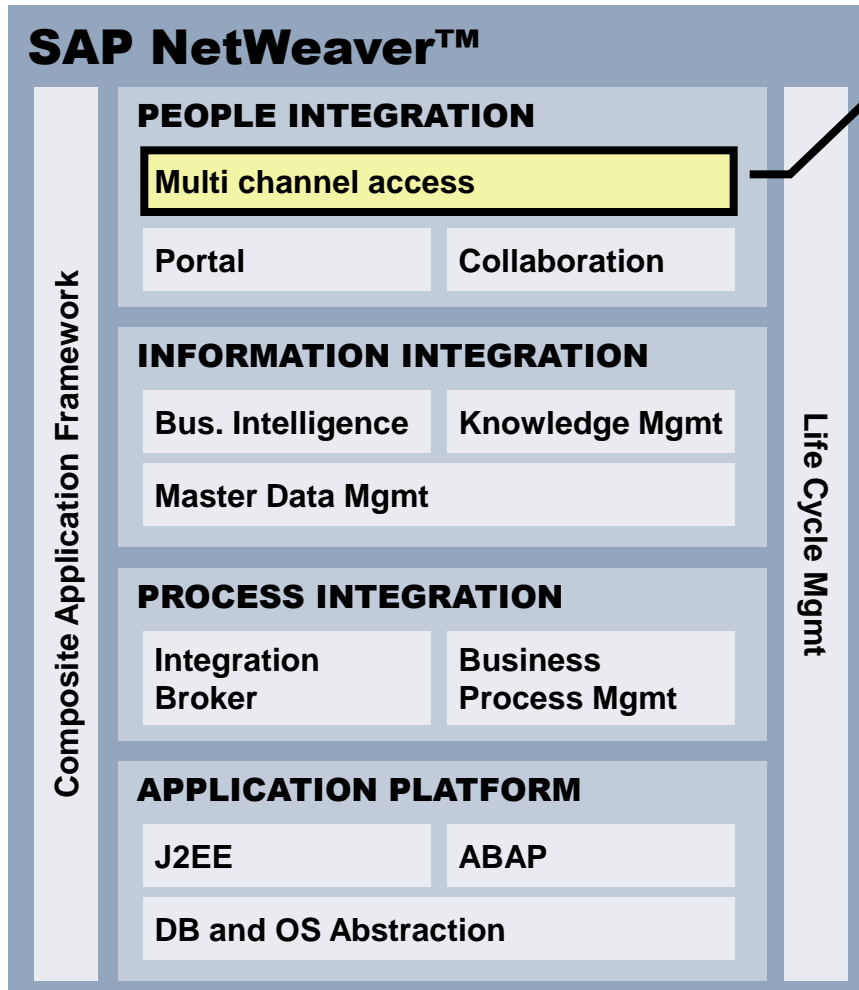 SAP NetWeaver™
PEOPLE INTEGRATION
Multi channel access
Portal
Collaboration
INFORMATION INTEGRATION
Bus. Intelligence
Knowledge Mgmt
Master Data Mgmt
PROCESS INTEGRATION
Integration
Broker
Business
Process Mgmt
APPLICATION PLATFORM
J2EE
ABAP
DB and OS Abstraction
Composite Application Framework
Life Cycle Mgmt